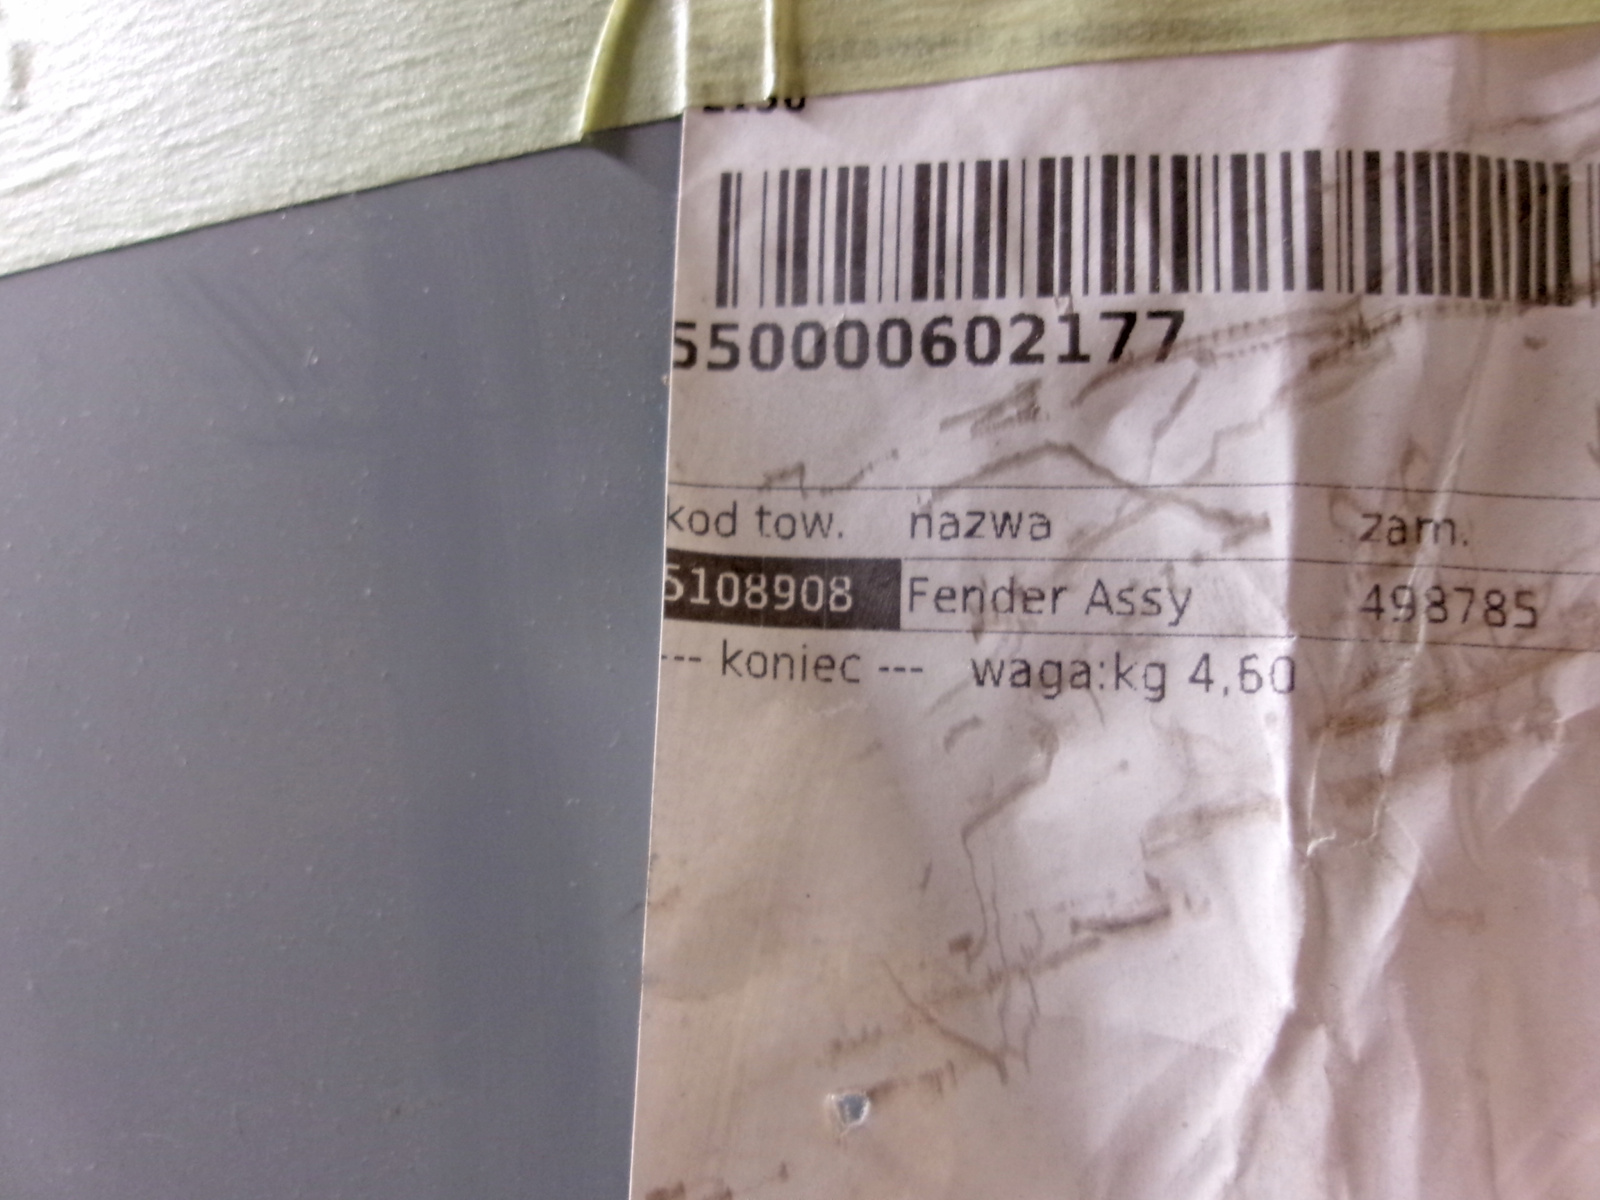 550000602177
kod tow. nazwa zam.
5108908 Fender Assy 498785
--- koniec --- waga:kg 4,60